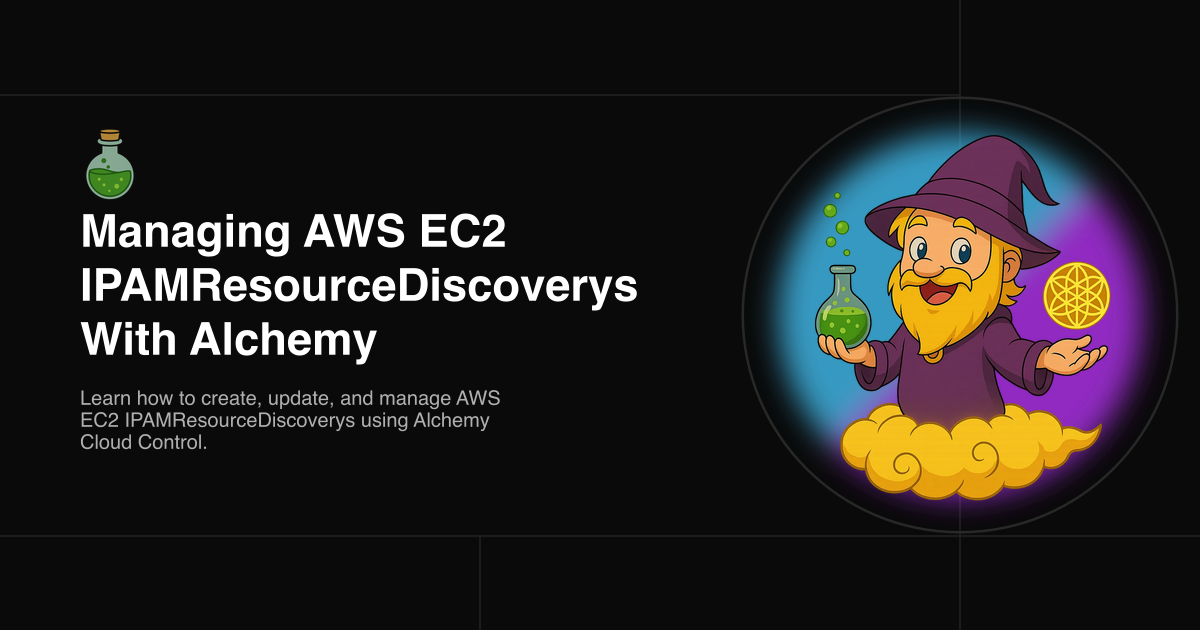 Managing AWS EC2
IPAMResourceDiscoverys
With Alchemy
Learn how to create, update, and manage AWS
EC2 IPAMResourceDiscoverys using Alchemy
Cloud Control.